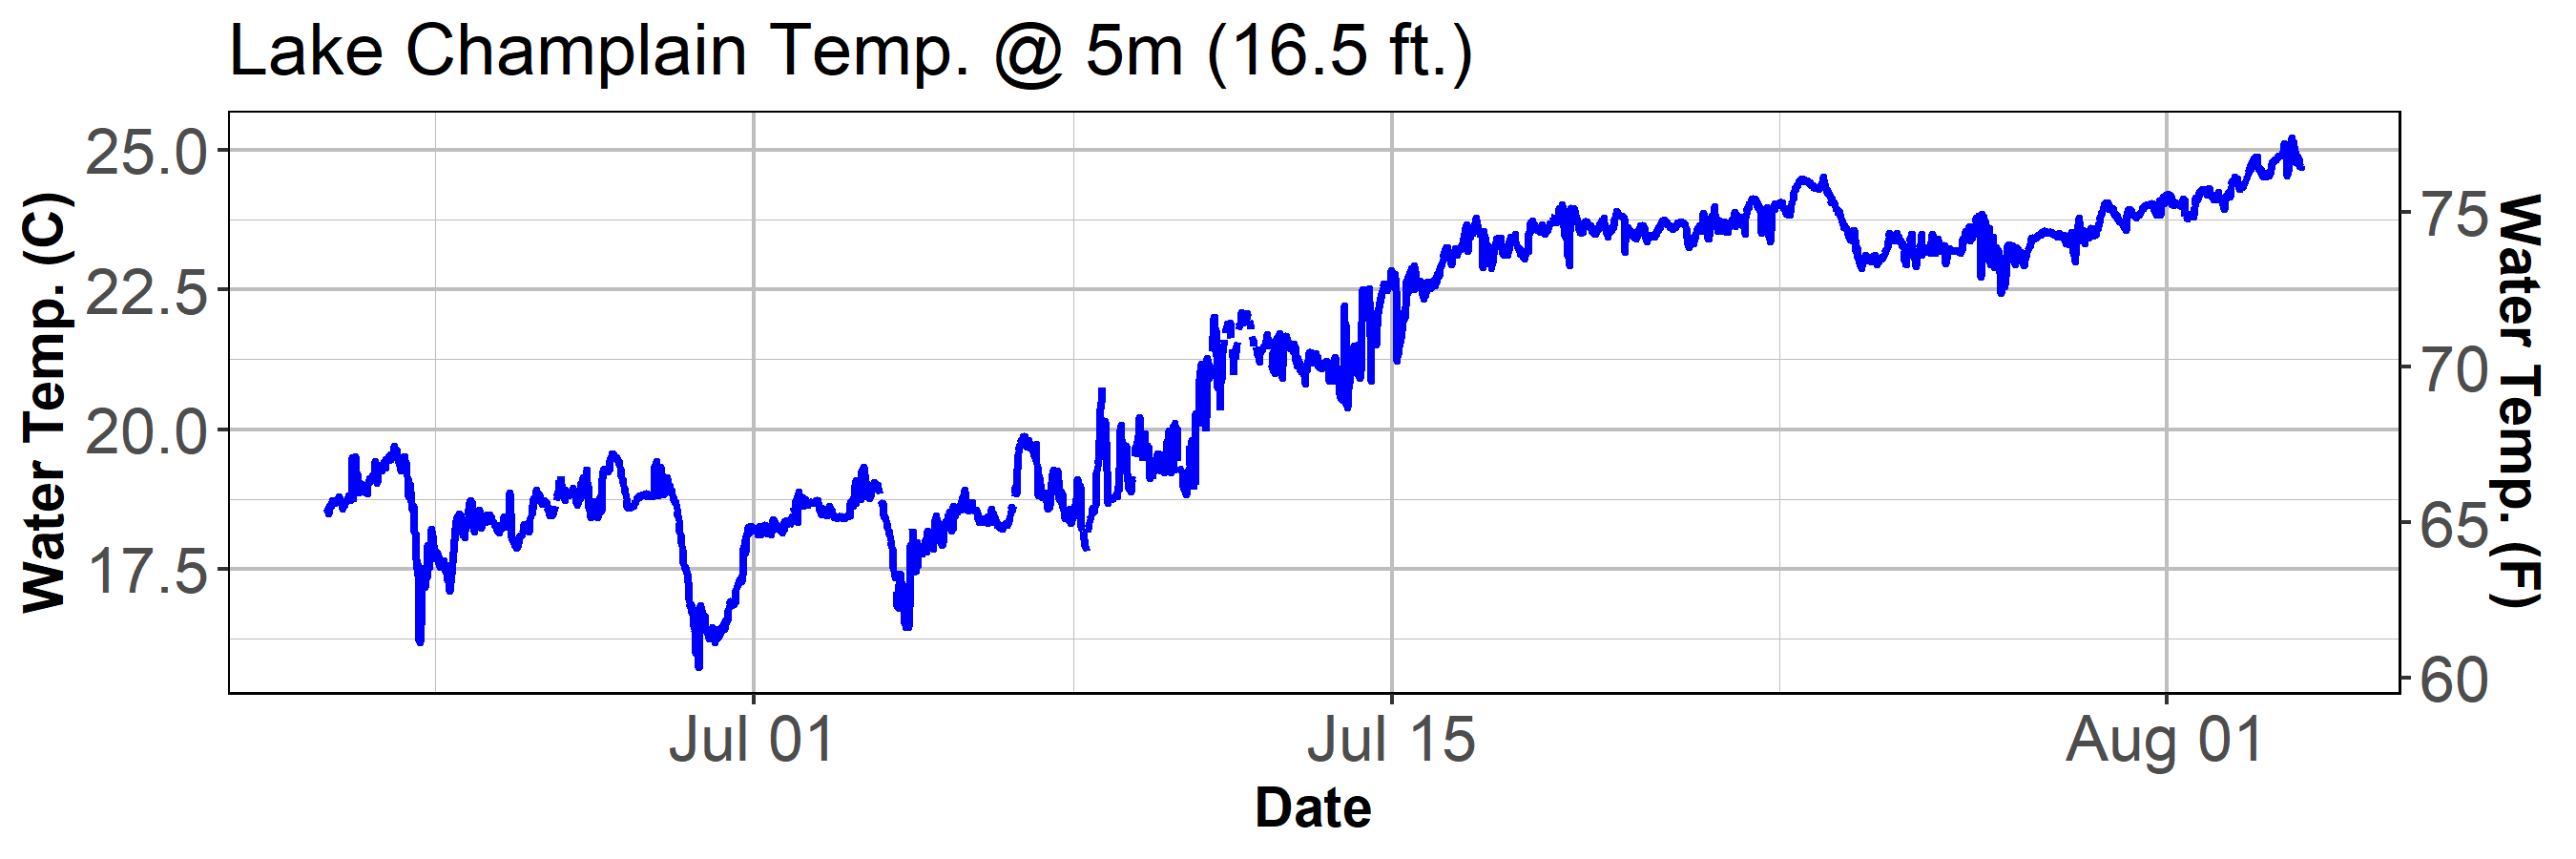 Lake Champlain Temp. @ 5m (16.5 ft.)
Water Temp. (C)
25.0
22.5
20.0
17.5
75
70
65
60
Water Temp. (F)
Jul 01
Jul 15
Aug 01
Date